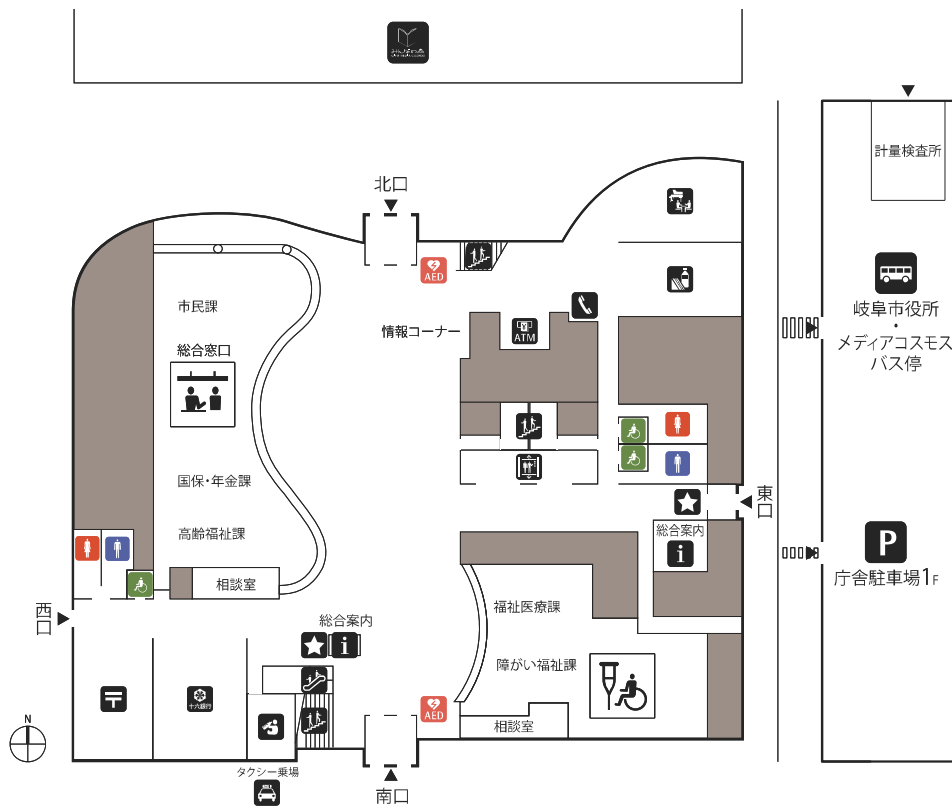 計量検査所
北口
AED
市民課
情報コーナー
ATM
岐阜市役所
・
メディアコスモス
バス停
総合窓口
国保・年金課
高齢福祉課
東口
総合案内
i
P
庁舎駐車場1F
相談室
西口
福祉医療課
総合案内
i
障がい福祉課
十六銀行
AED
相談室
N
タクシー乗場
南口